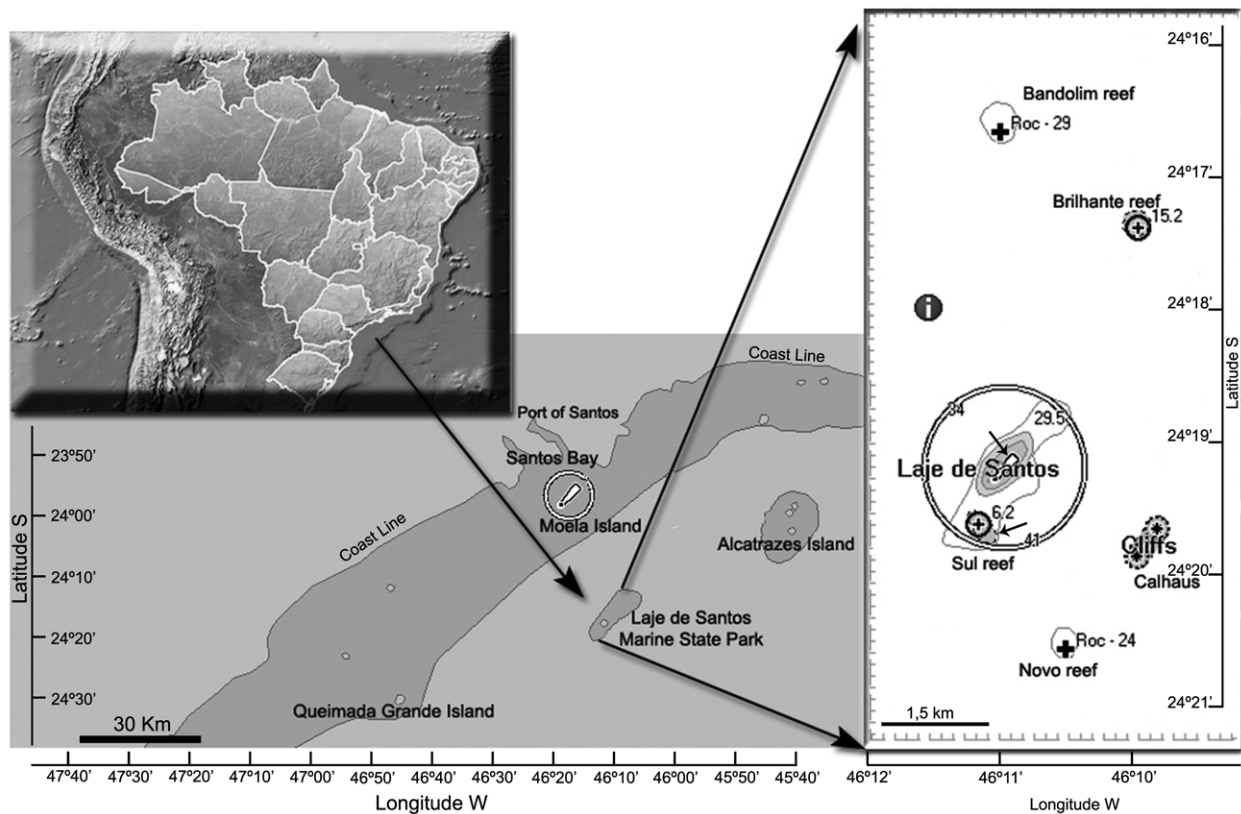 Port of Santos
Santos Bay
Moela Island
Coast Line
Coast Line
Alcatrazes Island
Laje de Santos
Marine State Park
Queimada Grande Island
30 Km
Latitude S
23°50'
24°00'
24°10'
24°20'
24°30'
47°40'
47°30'
47°20'
47°10'
47°00'
46°50'
46°40'
46°30'
46°20'
46°10'
46°00'
45°50'
45°40'
Longitude W
Bandolim reef
Roc - 29
Brilhante reef
15.2
i
34
29.5
Laje de Santos
6.2
41
Sul reef
Cliffs
Calhaus
Roc - 24
Novo reef
1,5 km
24°16'
24°17'
24°18'
24°19'
24°20'
24°21'
Latitude S
46°12'
46°11'
46°10'
Longitude W